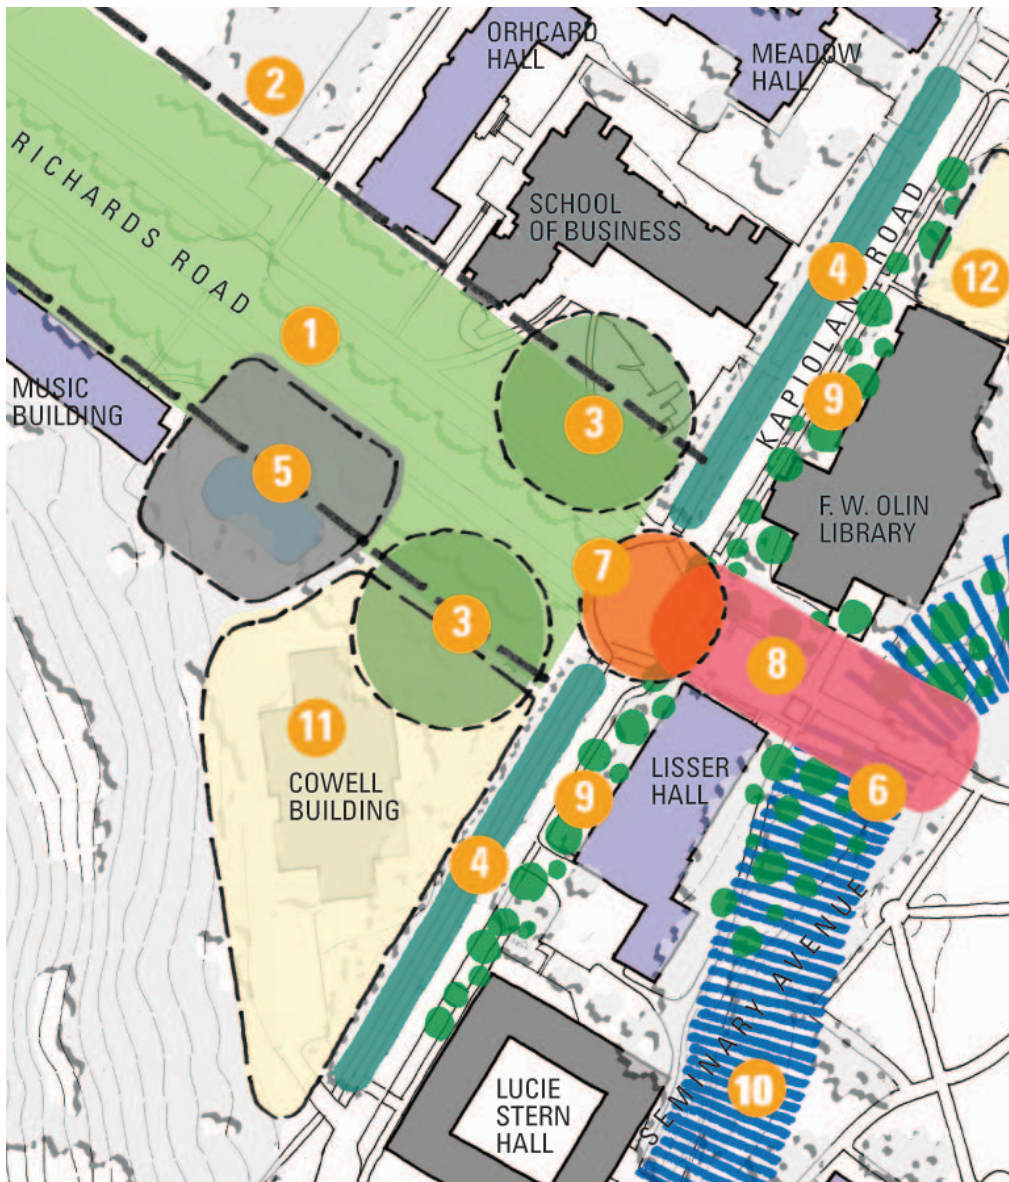 ORHCARD
HALL
MEADOW
HALL
2
RICHARDS ROAD
SCHOOL
OF BUSINESS
KAPIOLANI ROAD
4
12
1
MUSIC
BUILDING
9
3
5
F. W. OLIN
LIBRARY
7
3
8
11
COWELL
BUILDING
LISSER
HALL
6
9
4
SEMINARY AVENUE
10
LUCIE
STERN
HALL